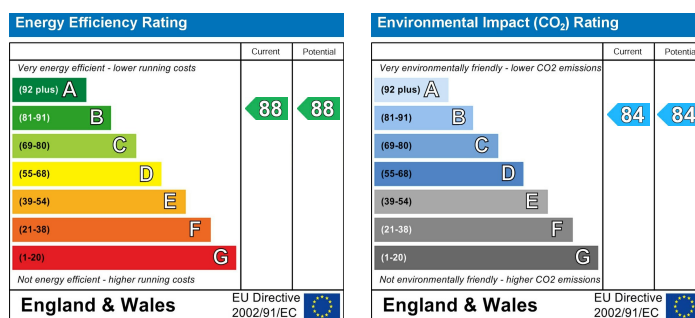 Energy Efficiency Rating
Current Potential
Very energy efficient - lower running costs
(92 plus) A
(81-91) B
88 88
(69-80) C
(55-68) D
(39-54) E
(21-38) F
(1-20) G
Not energy efficient - higher running costs
England & Wales
EU Directive
2002/91/EC
Environmental Impact (CO₂) Rating
Current Potential
Very environmentally friendly - lower CO2 emissions
(92 plus) A
(81-91) B
84 84
(69-80) C
(55-68) D
(39-54) E
(21-38) F
(1-20) G
Not environmentally friendly - higher CO2 emissions
England & Wales
EU Directive
2002/91/EC